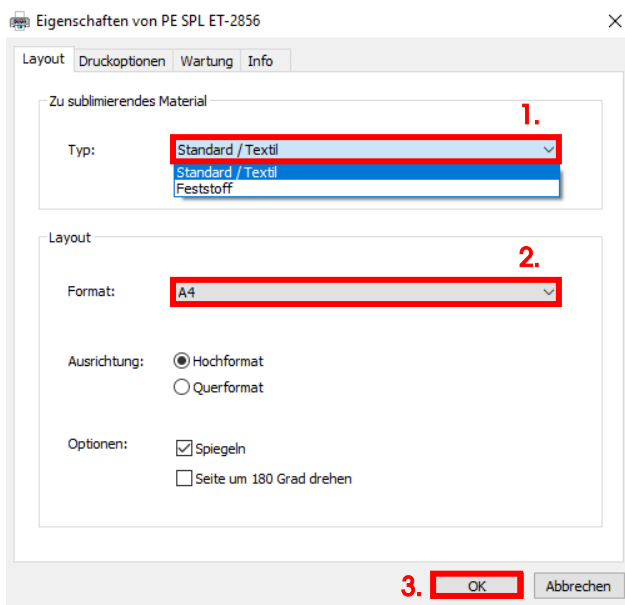 Eigenschaften von PE SPL ET-2856
Layout Druckoptionen Wartung Info
Zu sublimierendes Material
1.
Typ: Standard / Textil
Standard / Textil
Feststoff
Layout
2.
Format: A4
Ausrichtung: Hochformat
Querformat
Optionen: Spiegeln
Seite um 180 Grad drehen
3. OK Abbrechen